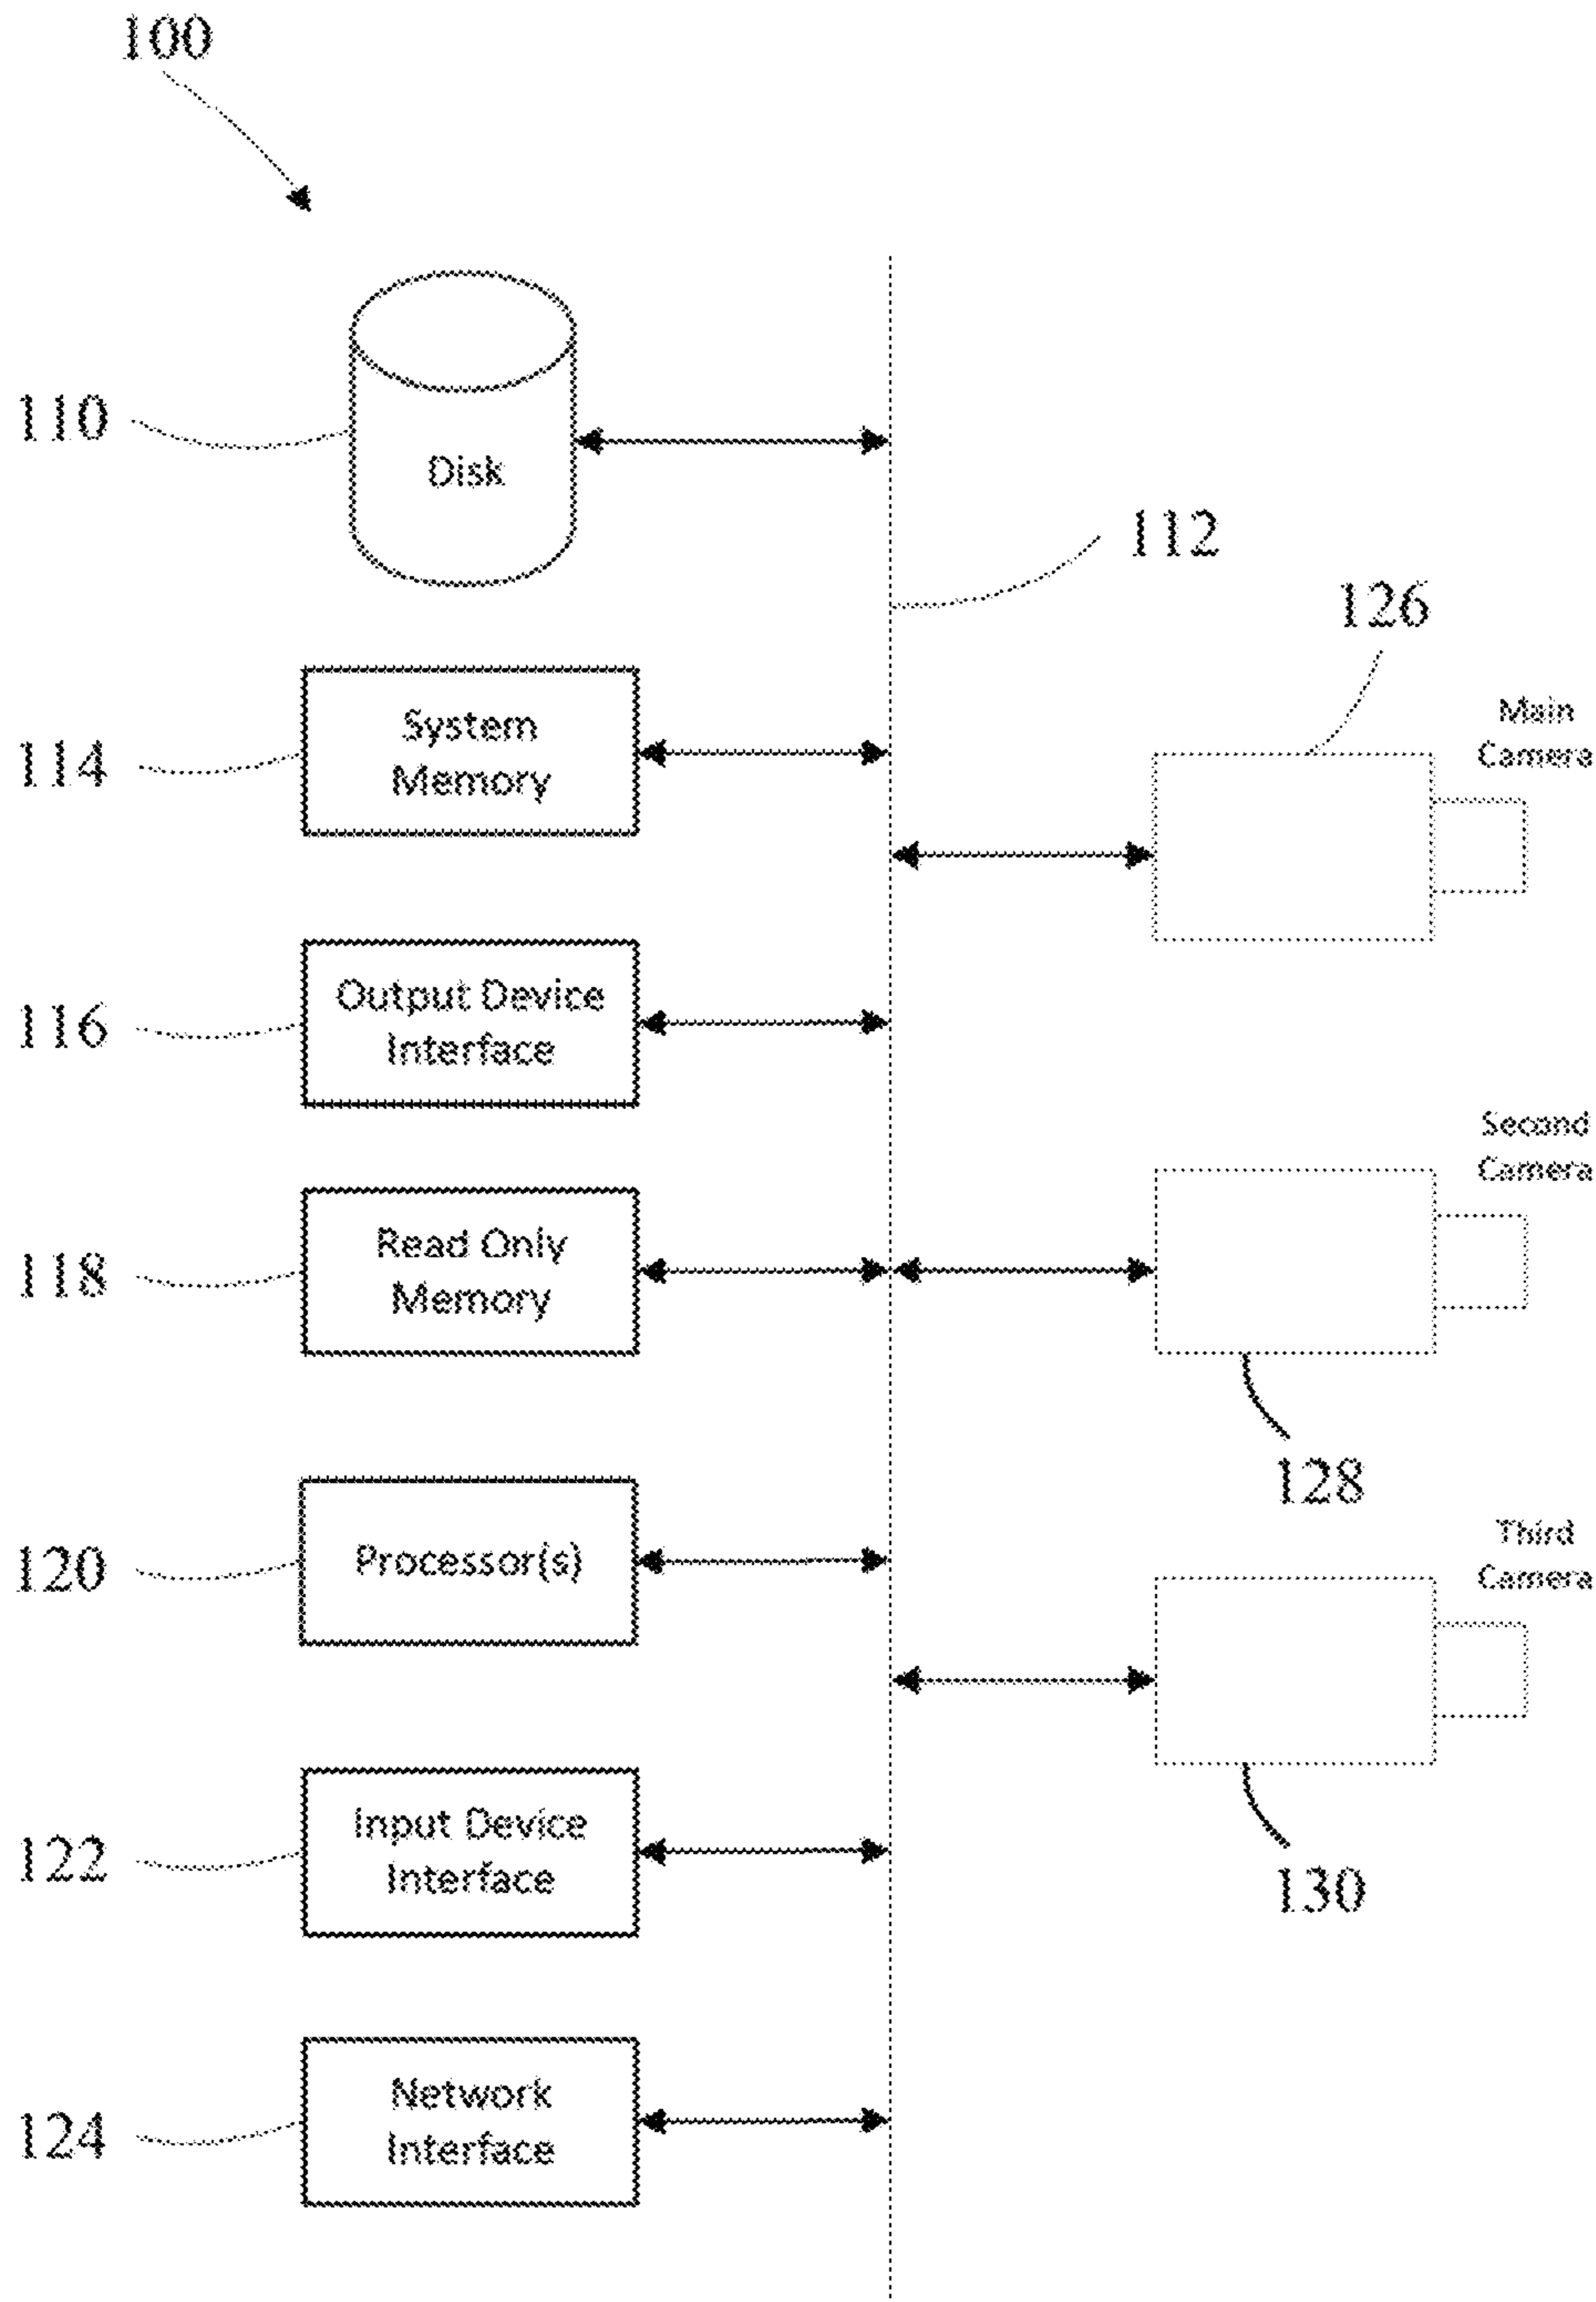 100
110
Disk
112
126
Main
Camera
114
System
Memory
116
Output Device
Interface
Second
Camera
118
Read Only
Memory
128
120
Processor(s)
Third
Camera
122
Input Device
Interface
130
124
Network
Interface